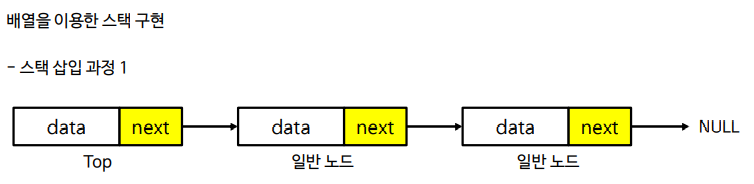 배열을 이용한 스택 구현
- 스택 삽입 과정 1
data next data next data next NULL
Top 일반 노드 일반 노드